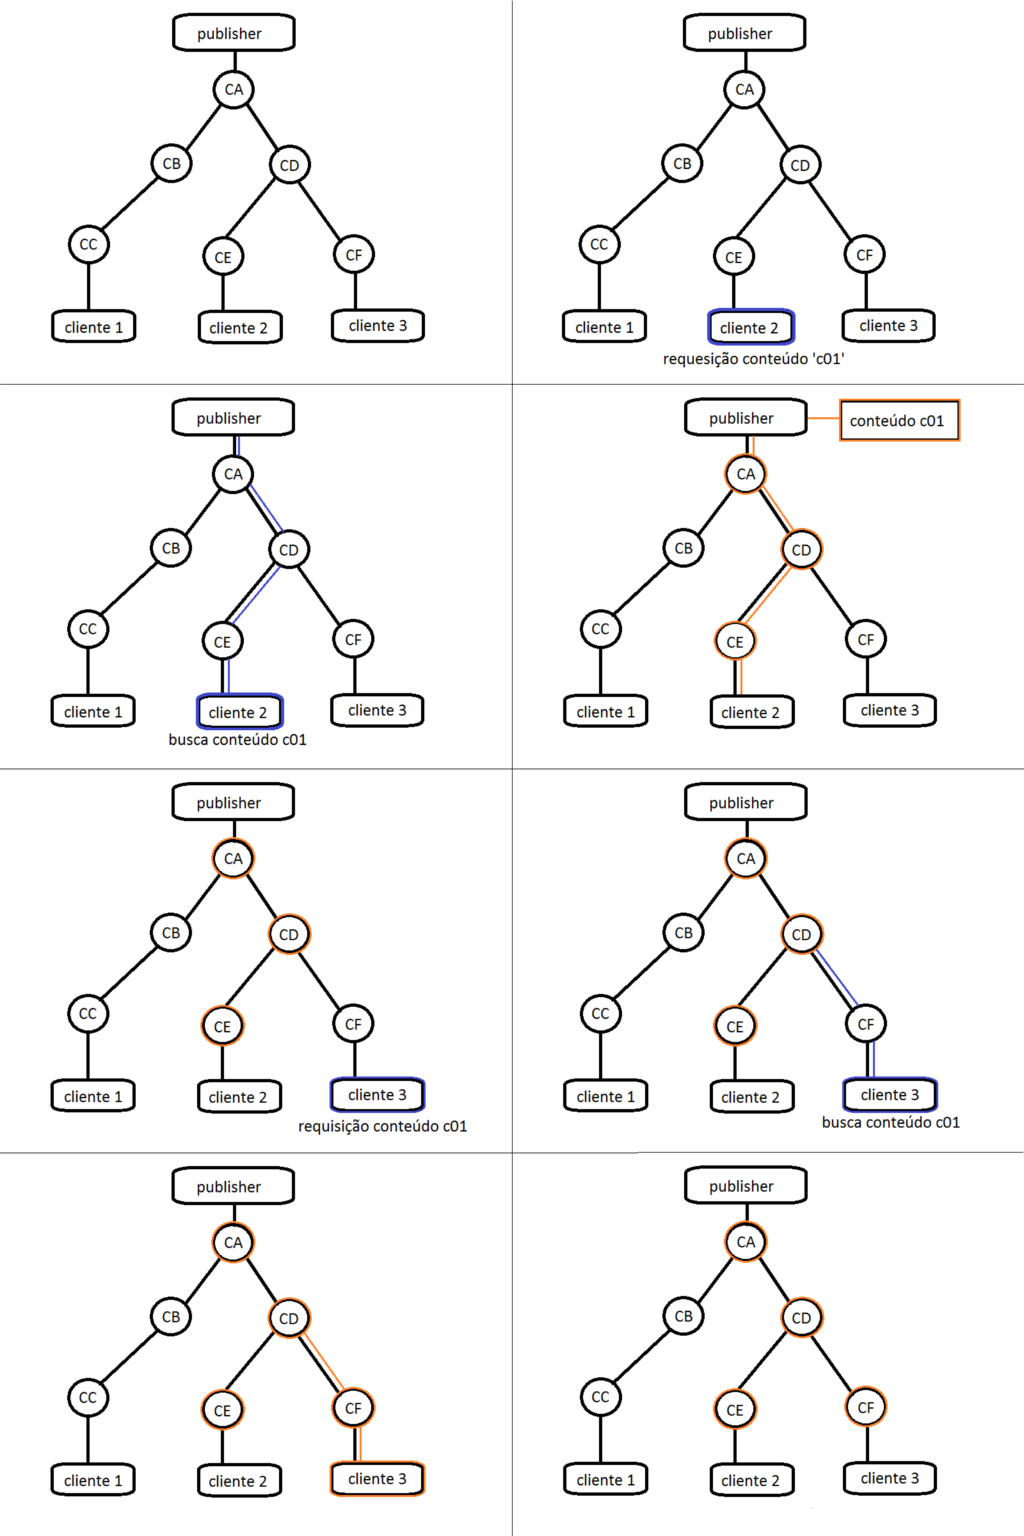 publisher
CA
CB
CD
CC
CE
CF
cliente 1
cliente 2
cliente 3
publisher
CA
CB
CD
CC
CE
CF
cliente 1
cliente 2
cliente 3
requesição conteúdo 'c01'
publisher
CA
CB
CD
CC
CE
CF
cliente 1
cliente 2
cliente 3
busca conteúdo c01
publisher
conteúdo c01
CA
CB
CD
CC
CE
CF
cliente 1
cliente 2
cliente 3
publisher
CA
CB
CD
CC
CE
CF
cliente 1
cliente 2
cliente 3
requisição conteúdo c01
publisher
CA
CB
CD
CC
CE
CF
cliente 1
cliente 2
cliente 3
busca conteúdo c01
publisher
CA
CB
CD
CC
CE
CF
cliente 1
cliente 2
cliente 3
publisher
CA
CB
CD
CC
CE
CF
cliente 1
cliente 2
cliente 3